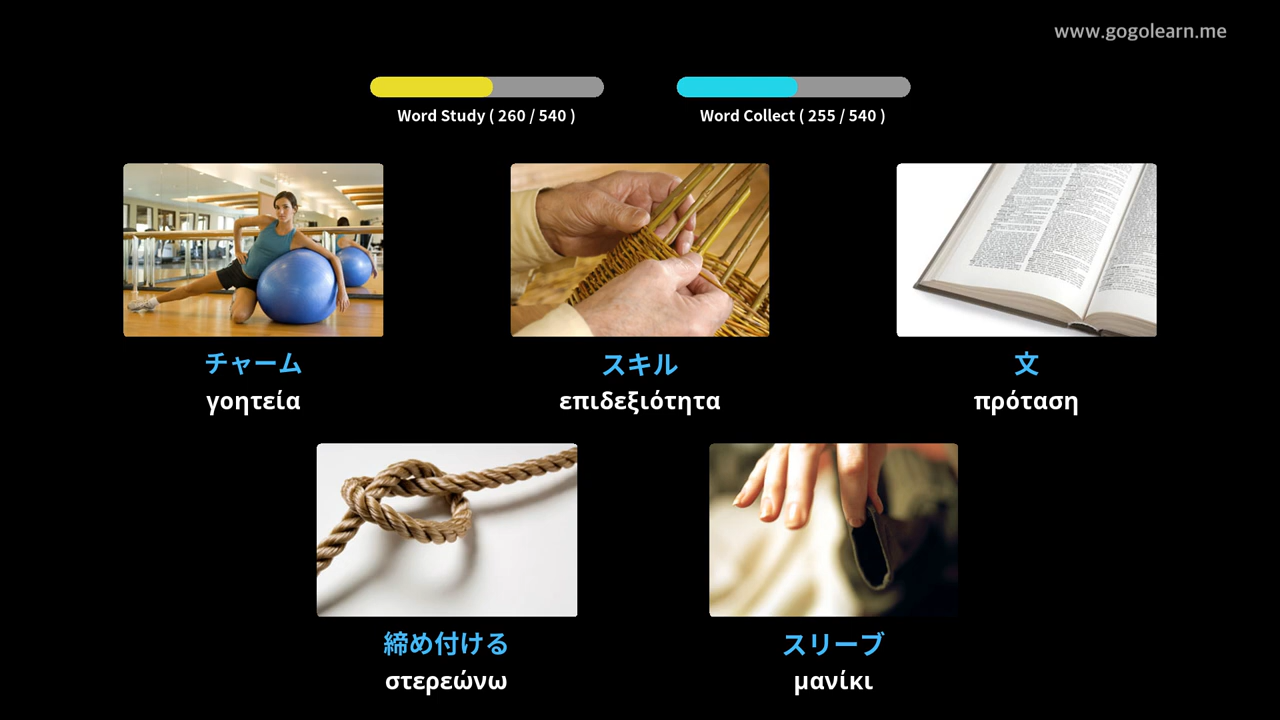 www.gogolearn.me
Word Study ( 260 / 540 )
Word Collect ( 255 / 540 )
チャーム
γοητεία
スキル
επιδεξιότητα
文
πρόταση
締め付ける
στερεώνω
スリーブ
μανίκι